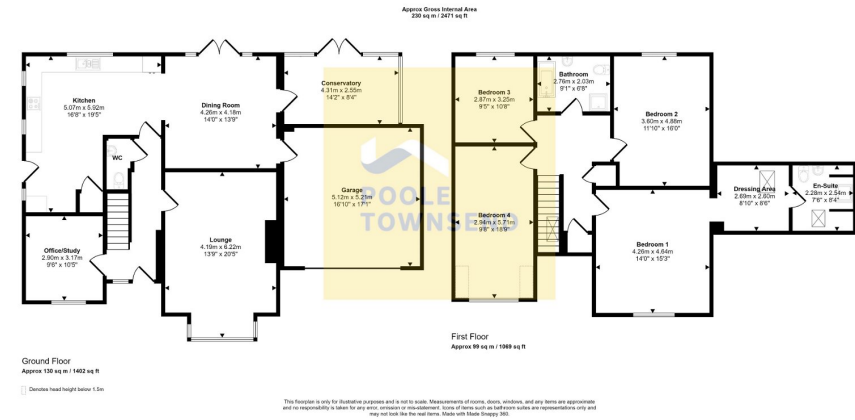 Approx Gross Internal Area
230 sq m / 2471 sq ft
Kitchen
5.07m x 5.92m
16'8" x 19'5"
Dining Room
4.26m x 4.18m
14'0" x 13'9"
Conservatory
4.31m x 2.55m
14'2" x 8'4"
WC
Garage
5.12m x 5.21m
16'10" x 17'1"
Lounge
4.19m x 6.22m
13'9" x 20'5"
Office/Study
2.90m x 3.17m
9'6" x 10'5"
Ground Floor
Approx 130 sq m / 1402 sq ft
Denotes head height below 1.5m
POOLE
TOWNSEND
Bedroom 3
2.87m x 3.25m
9'5" x 10'8"
Bathroom
2.76m x 2.03m
9'1" x 6'8"
Bedroom 2
3.60m x 4.88m
11'10" x 16'0"
Bedroom 4
2.94m x 5.71m
9'8" x 18'9"
Dressing Area
2.69m x 2.60m
8'10" x 8'6"
En-Suite
2.28m x 2.54m
7'6" x 8'4"
Bedroom 1
4.26m x 4.64m
14'0" x 15'3"
First Floor
Approx 99 sq m / 1069 sq ft
This floorplan is only for illustrative purposes and is not to scale. Measurements of rooms, doors, windows, and any items are approximate
and no responsibility is taken for any error, omission or mis-statement. Icons of items such as bathroom suites are representations only and
may not look like the real items. Made with Made Snappy 360.